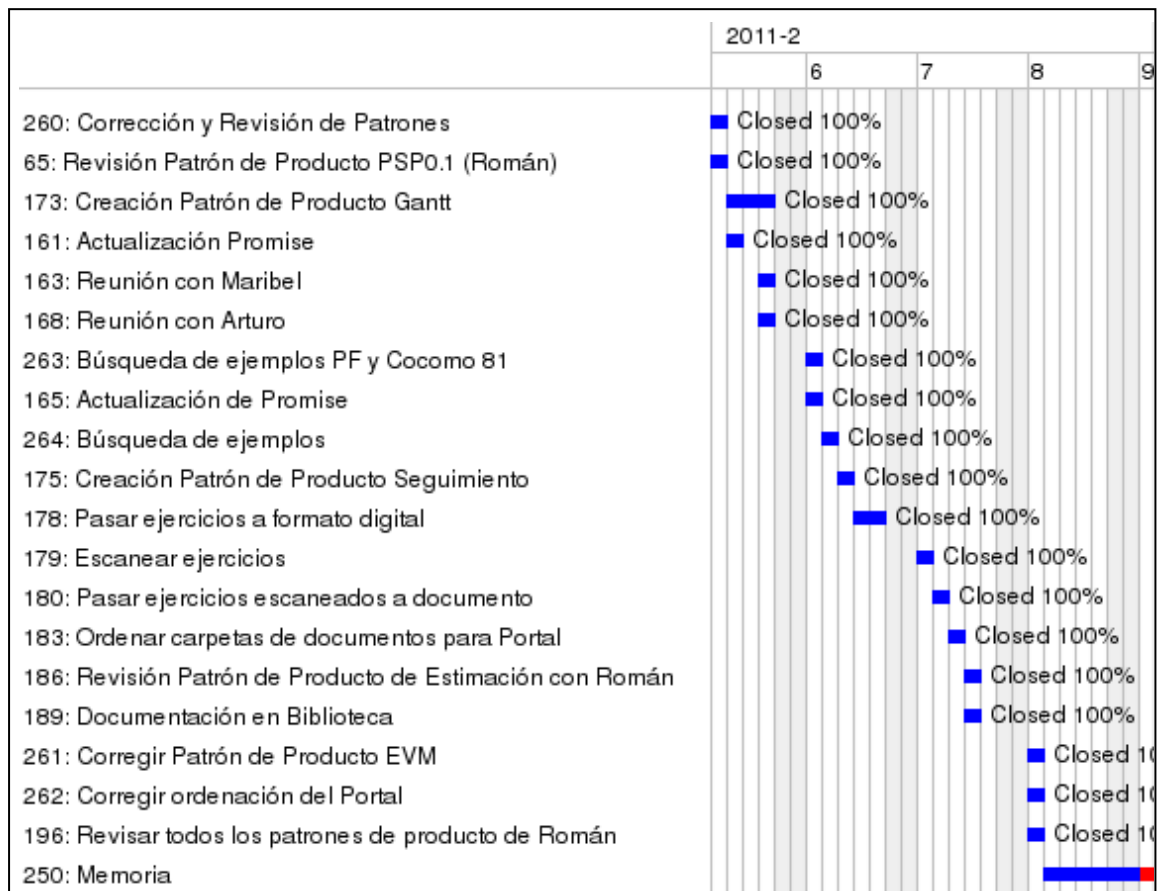 2011-2
6 7 8 9
260: Corrección y Revisión de Patrones Closed 100%
65: Revisión Patrón de Producto PSP0.1 (Román) Closed 100%
173: Creación Patrón de Producto Gantt Closed 100%
161: Actualización Promise Closed 100%
163: Reunión con Maribel Closed 100%
168: Reunión con Arturo Closed 100%
263: Búsqueda de ejemplos PF y Cocomo 81 Closed 100%
165: Actualización de Promise Closed 100%
264: Búsqueda de ejemplos Closed 100%
175: Creación Patrón de Producto Seguimiento Closed 100%
178: Pasar ejercicios a formato digital Closed 100%
179: Escanear ejercicios Closed 100%
180: Pasar ejercicios escaneados a documento Closed 100%
183: Ordenar carpetas de documentos para Portal Closed 100%
186: Revisión Patrón de Producto de Estimación con Román Closed 100%
189: Documentación en Biblioteca Closed 100%
261: Corregir Patrón de Producto EVM Closed 10
262: Corregir ordenación del Portal Closed 10
196: Revisar todos los patrones de producto de Román Closed 10
250: Memoria